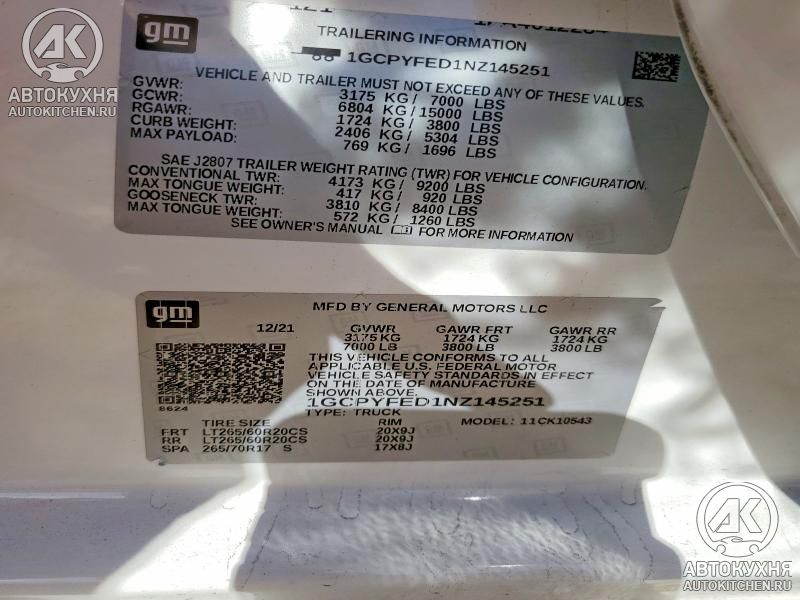 АВТОКУХНЯ
AUTOKITCHEN.RU
gm
TRAILERING INFORMATION
1GCPYFED1NZ145251
VEHICLE AND TRAILER MUST NOT EXCEED ANY OF THESE VALUES.
GVWR: 3175 KG / 7000 LBS
GCWR: 6804 KG / 15000 LBS
RGAWR: 1724 KG / 3800 LBS
CURB WEIGHT: 2406 KG / 5304 LBS
MAX PAYLOAD: 769 KG / 1696 LBS
SAE J2807 TRAILER WEIGHT RATING (TWR) FOR VEHICLE CONFIGURATION.
CONVENTIONAL TWR: 4173 KG / 9200 LBS
MAX TONGUE WEIGHT: 417 KG / 920 LBS
GOOSENECK TWR: 3810 KG / 8400 LBS
MAX TONGUE WEIGHT: 572 KG / 1260 LBS
SEE OWNER'S MANUAL FOR MORE INFORMATION
gm
MFD BY GENERAL MOTORS LLC
12/21 GVWR GAWR FRT GAWR RR
3175 KG 1724 KG 1724 KG
7000 LB 3800 LB 3800 LB
THIS VEHICLE CONFORMS TO ALL
APPLICABLE U.S. FEDERAL MOTOR
VEHICLE SAFETY STANDARDS IN EFFECT
ON THE DATE OF MANUFACTURE
SHOWN ABOVE.
1GCPYFED1NZ145251
8624
TYPE: TRUCK
TIRE SIZE RIM MODEL: 11CK10543
FRT LT265/60R20CS 20X9J
RR LT265/60R20CS 20X9J
SPA 265/70R17 S 17X8J
AK
АВТОКУХНЯ
AUTOKITCHEN.RU